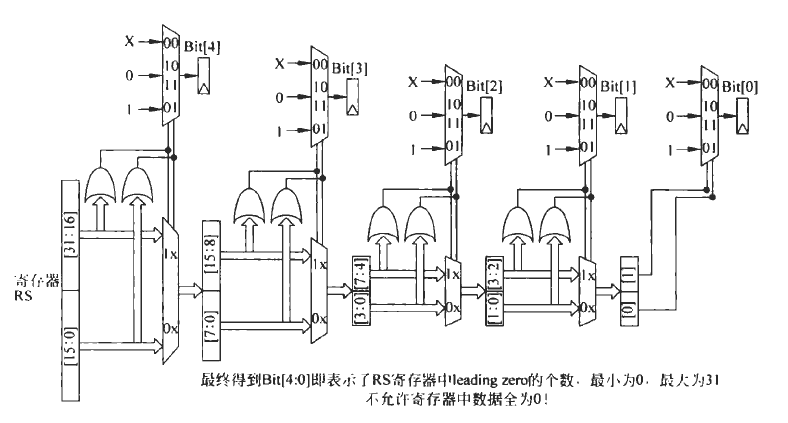 X 00 Bit[4]
0 10 11
1 01
X 00 Bit[3]
0 10 11
1 01
X 00 Bit[2]
0 10 11
1 01
X 00 Bit[1]
0 10 11
1 01
X 00 Bit[0]
0 10 11
1 01
寄存器
RS
[31:16]
[15:0]
1x
0x
[15:8]
[7:0]
1x
0x
[7:4]
[3:0]
1x
0x
[3:2]
[1:0]
1x
0x
[1]
[0]
最终得到Bit[4:0]即表示了RS寄存器中leading zero的个数，最小为0，最大为31
不允许寄存器中数据全为0！